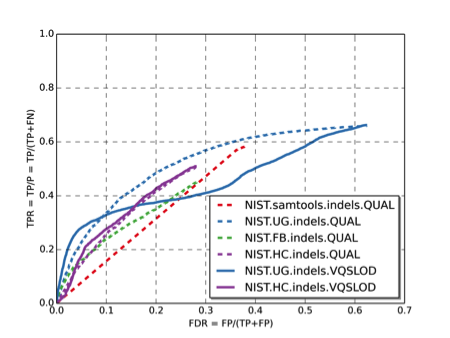 1.0
0.8
0.6
0.4
0.2
0.0
TPR = TP/P = TP/(TP+FN)
NIST.samtools.indels.QUAL
NIST.UG.indels.QUAL
NIST.FB.indels.QUAL
NIST.HC.indels.QUAL
NIST.UG.indels.VQSLOD
NIST.HC.indels.VQSLOD
0.0 0.1 0.2 0.3 0.4 0.5 0.6 0.7
FDR = FP/(TP+FP)